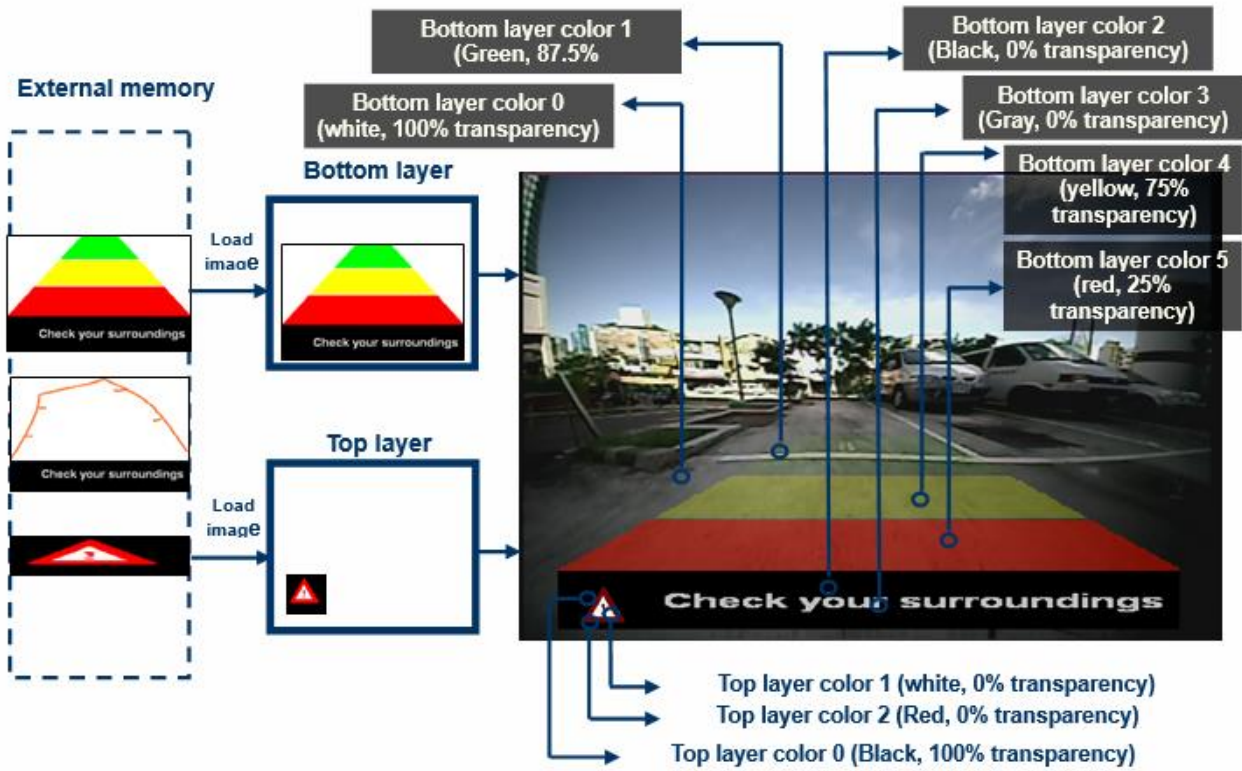 Bottom layer color 1
(Green, 87.5%
Bottom layer color 2
(Black, 0% transparency)
External memory
Bottom layer color 0
(white, 100% transparency)
Bottom layer color 3
(Gray, 0% transparency)
Bottom layer
Bottom layer color 4
(yellow, 75%
transparency)
Load
image
Bottom layer color 5
(red, 25%
transparency)
Check your surroundings
Check your surroundings
Top layer
Check your surroundings
Load
image
Check your surroundings
Top layer color 1 (white, 0% transparency)
Top layer color 2 (Red, 0% transparency)
Top layer color 0 (Black, 100% transparency)